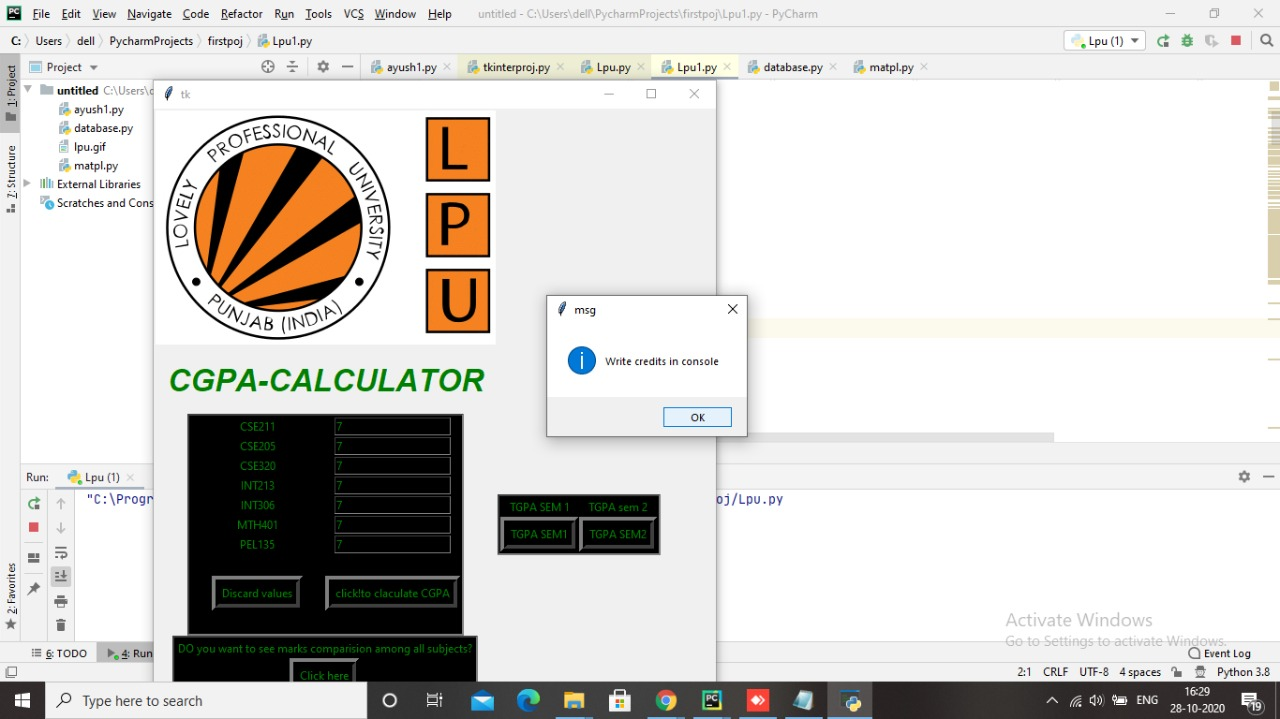 File Edit View Navigate Code Refactor Run Tools VCS Window Help untitled - C:\Users\dell\PycharmProjects\firstpoj\Lpu1.py - PyCharm
C: Users dell PycharmProjects firstpoj Lpu1.py Lpu (1)
Project ayush1.py tkinterproj.py Lpu.py Lpu1.py database.py matpl.py
1: Project
untitled C:\Users\d
ayush1.py
database.py
lpu.gif
matpl.py
External Libraries
Scratches and Cons
7: Structure
2: Favorites
tk
LOVELY PROFESSIONAL UNIVERSITY
PUNJAB (INDIA)
L
P
U
CGPA-CALCULATOR
CSE211 7
CSE205 7
CSE320 7
INT213 7
INT306 7
MTH401 7
PEL135 7
Discard values click!to claculate CGPA
DO you want to see marks comparision among all subjects?
Click here
TGPA SEM 1 TGPA sem 2
TGPA SEM1 TGPA SEM2
msg
Write credits in console
OK
Run: Lpu (1)
"C:\Progr oj/Lpu.py
Activate Windows
Go to Settings to activate Windows.
6: TODO 4: Run Event Log
CRLF UTF-8 4 spaces Python 3.8
Type here to search
ENG 16:29
28-10-2020
19